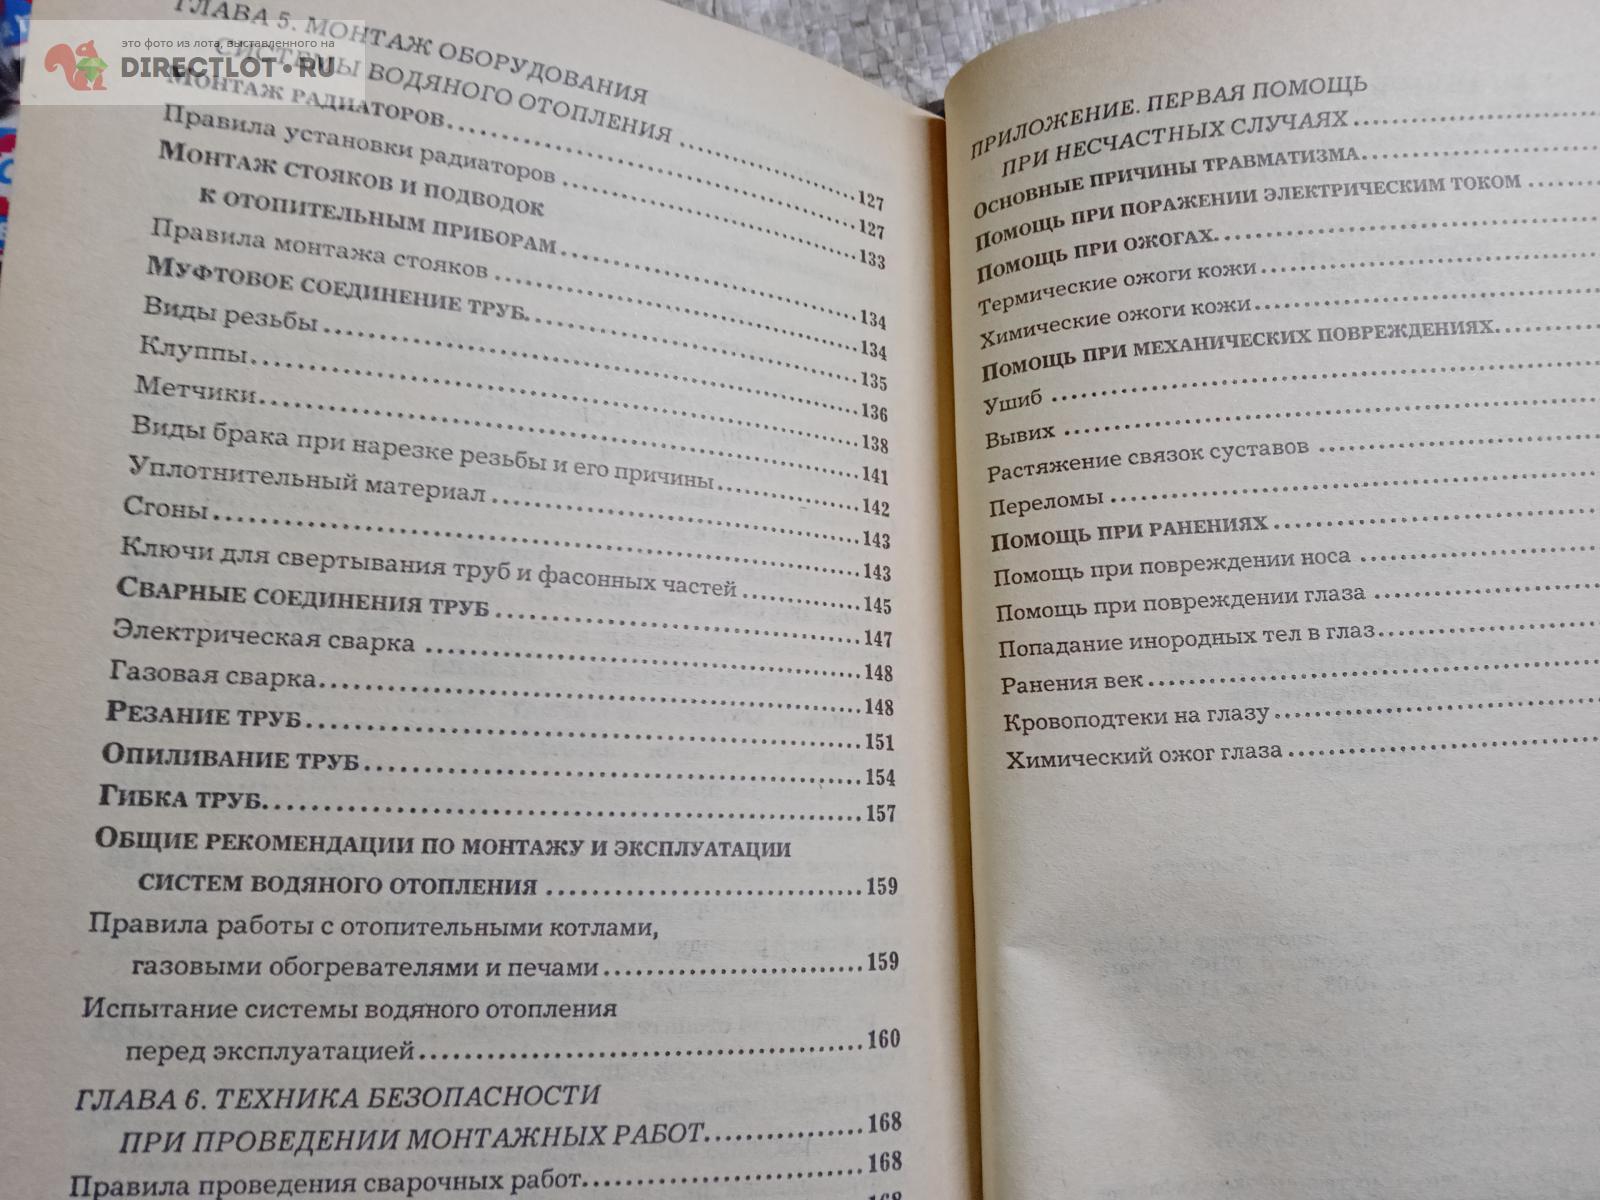 это фото из лота, выставленного на
DIRECTLOT.RU
ГЛАВА 5. МОНТАЖ ОБОРУДОВАНИЯ
СИСТЕМЫ ВОДЯНОГО ОТОПЛЕНИЯ ..........127
МОНТАЖ РАДИАТОРОВ..........127
Правила установки радиаторов ..........133
МОНТАЖ СТОЯКОВ И ПОДВОДОК
К ОТОПИТЕЛЬНЫМ ПРИБОРАМ ..........134
Правила монтажа стояков ..........134
МУФТОВОЕ СОЕДИНЕНИЕ ТРУБ..........135
Виды резьбы ..........136
Клуппы..........138
Метчики..........141
Виды брака при нарезке резьбы и его причины..........142
Уплотнительный материал ..........143
Сгоны..........143
Ключи для свертывания труб и фасонных частей ..........145
СВАРНЫЕ СОЕДИНЕНИЯ ТРУБ ..........147
Электрическая сварка ..........148
Газовая сварка..........148
РЕЗАНИЕ ТРУБ ..........151
ОПИЛИВАНИЕ ТРУБ ..........154
ГИБКА ТРУБ..........157
ОБЩИЕ РЕКОМЕНДАЦИИ ПО МОНТАЖУ И ЭКСПЛУАТАЦИИ
СИСТЕМ ВОДЯНОГО ОТОПЛЕНИЯ ..........159
Правила работы с отопительными котлами,
газовыми обогревателями и печами..........159
Испытание системы водяного отопления
перед эксплуатацией..........160
ГЛАВА 6. ТЕХНИКА БЕЗОПАСНОСТИ
ПРИ ПРОВЕДЕНИИ МОНТАЖНЫХ РАБОТ..........168
Правила проведения сварочных работ..........168
168
ПРИЛОЖЕНИЕ. ПЕРВАЯ ПОМОЩЬ
ПРИ НЕСЧАСТНЫХ СЛУЧАЯХ ..........
ОСНОВНЫЕ ПРИЧИНЫ ТРАВМАТИЗМА..........
ПОМОЩЬ ПРИ ПОРАЖЕНИИ ЭЛЕКТРИЧЕСКИМ ТОКОМ ..........
ПОМОЩЬ ПРИ ОЖОГАХ..........
Термические ожоги кожи ..........
Химические ожоги кожи ..........
ПОМОЩЬ ПРИ МЕХАНИЧЕСКИХ ПОВРЕЖДЕНИЯХ..........
Ушиб ..........
Вывих ..........
Растяжение связок суставов ..........
Переломы ..........
ПОМОЩЬ ПРИ РАНЕНИЯХ ..........
Помощь при повреждении носа ..........
Помощь при повреждении глаза ..........
Попадание инородных тел в глаз..........
Ранения век ..........
Кровоподтеки на глазу ..........
Химический ожог глаза ..........